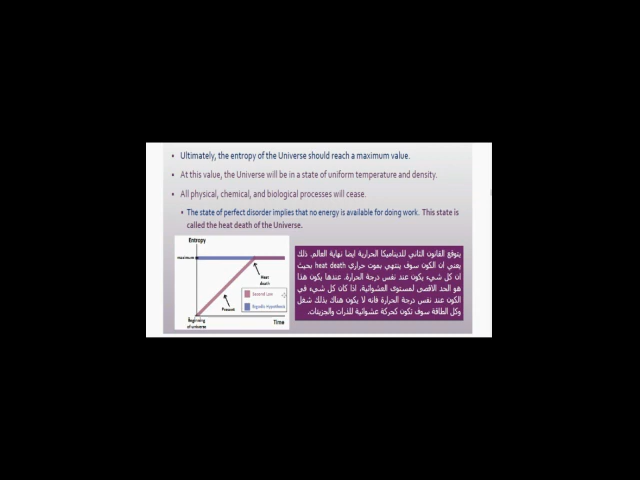 • Ultimately, the entropy of the Universe should reach a maximum value.
• At this value, the Universe will be in a state of uniform temperature and density.
• All physical, chemical, and biological processes will cease.
• The state of perfect disorder implies that no energy is available for doing work. This state is
called the heat death of the Universe.
Entropy
maximum
Heat
death
Present
Second Law
Hypothesis
Beginning
of universe
Time
يتوقع القانون الثاني للديناميكا الحرارية ايضا نهاية العالم. ذلك
يعني ان الكون سوف ينتهي بموت حراري heat death بحيث
ان كل شيء يكون عند نفس درجة الحرارة. عندها يكون هذا
هو الحد الاقصى لمستوى العشوائية، اذا كان كل شيء في
الكون عند نفس درجة الحرارة فانه لا يكون هناك بذلك شغل
وكل الطاقة سوف تكون كحركة عشوائية للذرات والجزيئات.